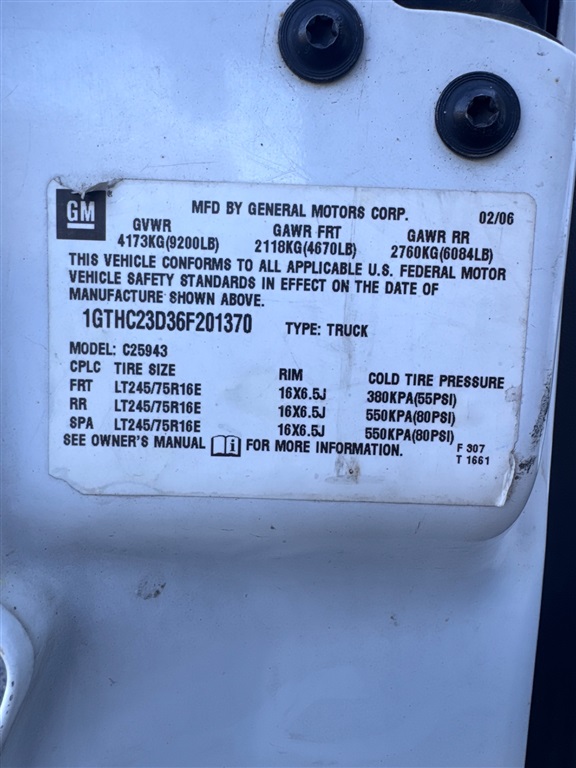 GM
MFD BY GENERAL MOTORS CORP. 02/06
GVWR GAWR FRT GAWR RR
4173KG(9200LB) 2118KG(4670LB) 2760KG(6084LB)
THIS VEHICLE CONFORMS TO ALL APPLICABLE U.S. FEDERAL MOTOR
VEHICLE SAFETY STANDARDS IN EFFECT ON THE DATE OF
MANUFACTURE SHOWN ABOVE.
1GTHC23D36F201370 TYPE: TRUCK
MODEL: C25943
CPLC TIRE SIZE RIM COLD TIRE PRESSURE
FRT LT245/75R16E 16X6.5J 380KPA(55PSI)
RR LT245/75R16E 16X6.5J 550KPA(80PSI)
SPA LT245/75R16E 16X6.5J 550KPA(80PSI)
SEE OWNER'S MANUAL i FOR MORE INFORMATION. F 307
T 1661